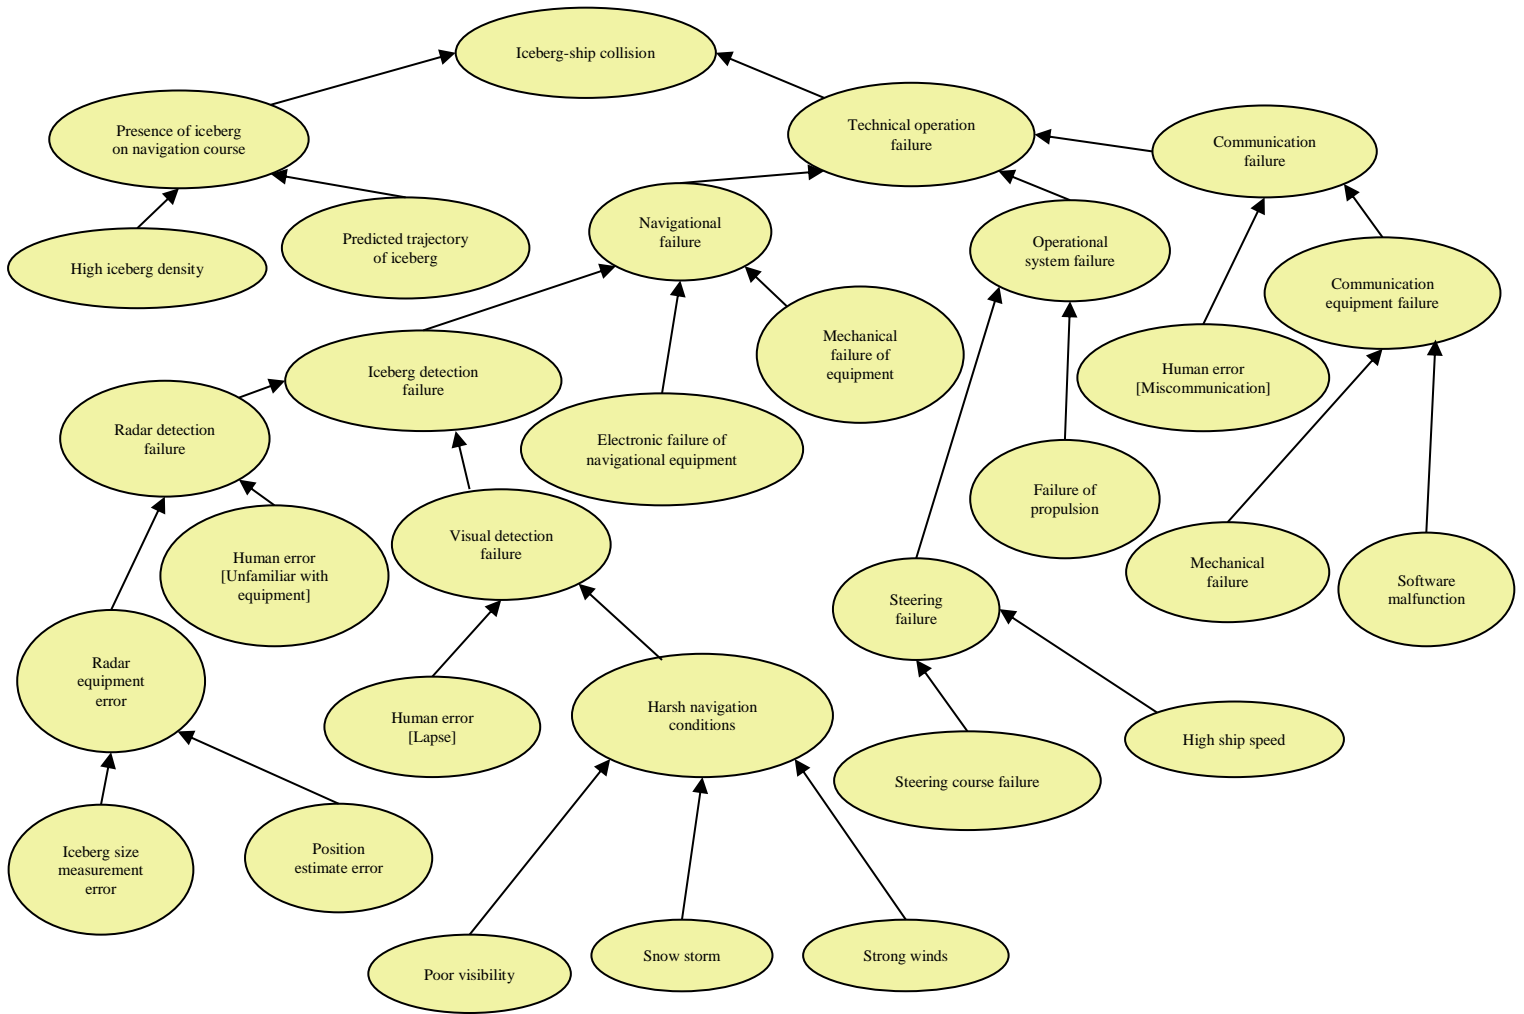 Iceberg-ship collision
Presence of iceberg
on navigation course
Technical operation
failure
Communication
failure
High iceberg density
Predicted trajectory
of iceberg
Navigational
failure
Operational
system failure
Communication
equipment failure
Iceberg detection
failure
Mechanical
failure of
equipment
Human error
[Miscommunication]
Radar detection
failure
Electronic failure of
navigational equipment
Failure of
propulsion
Human error
[Unfamiliar with
equipment]
Visual detection
failure
Mechanical
failure
Software
malfunction
Steering
failure
Radar
equipment
error
Human error
[Lapse]
Harsh navigation
conditions
High ship speed
Steering course failure
Iceberg size
measurement
error
Position
estimate error
Poor visibility
Snow storm
Strong winds